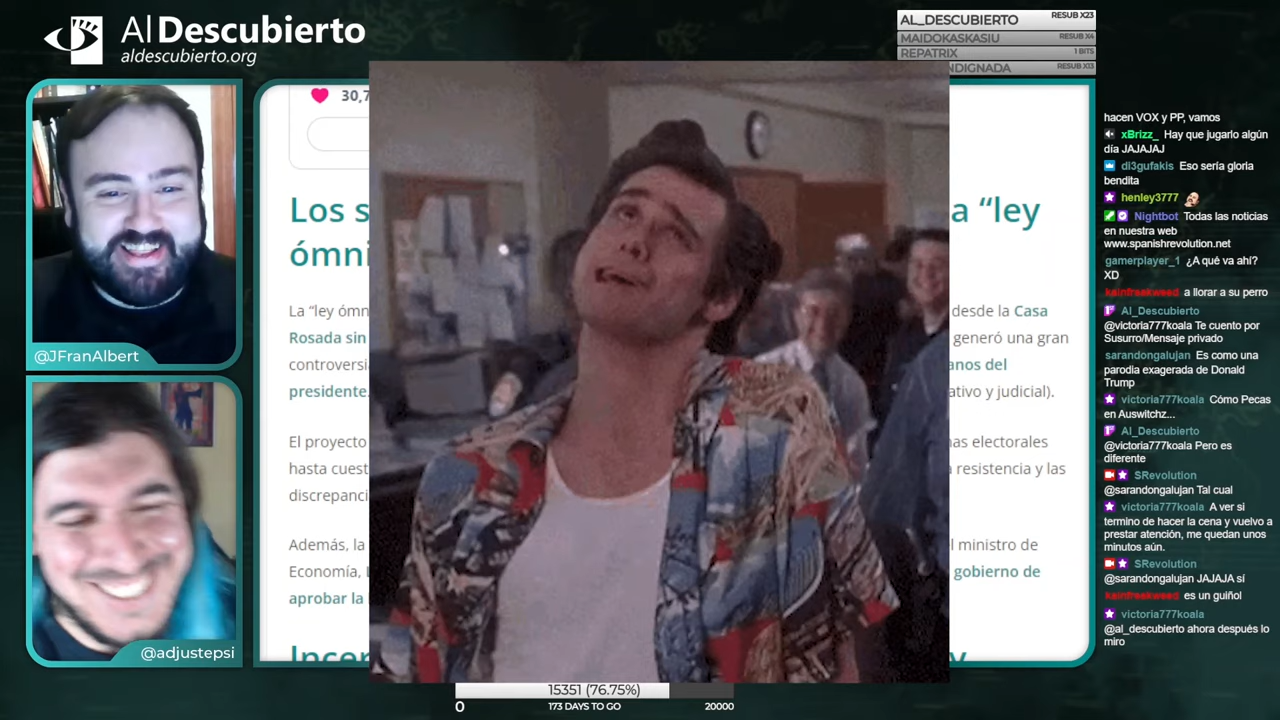 Al Descubierto
aldescubierto.org
AL_DESCUBIERTO RESUB X23
MAIDOKASKASIU RESUB X4
REPATRIX 1 BITS
NDIGNADA RESUB X13
@JFranAlbert
@adjustepsi
30,7
Los s
a “ley
ómni
La “ley ómn
desde la Casa
Rosada sin
generó una gran
controversi
anos del
presidente.
ativo y judicial).
El proyecto
as electorales
hasta cuest
resistencia y las
discrepanci
Además, la
l ministro de
Economía, L
gobierno de
aprobar la
Incer
y
hacen VOX y PP, vamos
xBrizz_ Hay que jugarlo algún
día JAJAJAJ
dl3gufakis Eso sería gloria
bendita
henley3777
Nightbot Todas las noticias
en nuestra web
www.spanishrevolution.net
gamerplayer_1 ¿A qué va ahí?
XD
kainfreakweed a llorar a su perro
Al_Descubierto
@victoria777koala Te cuento por
Susurro/Mensaje privado
sarandongalujan Es como una
parodia exagerada de Donald
Trump
victoria777koala Cómo Pecas
en Auswitchz...
Al_Descubierto
@victoria777koala Pero es
diferente
SRevolution
@sarandongalujan Tal cual
victoria777koala A ver si
termino de hacer la cena y vuelvo a
prestar atención, me quedan unos
minutos aún.
SRevolution
@sarandongalujan JAJAJA sí
kainfreakweed es un guiñol
victoria777koala
@al_descubierto ahora después lo
miro
15351 (76.75%)
0 173 DAYS TO GO 20000